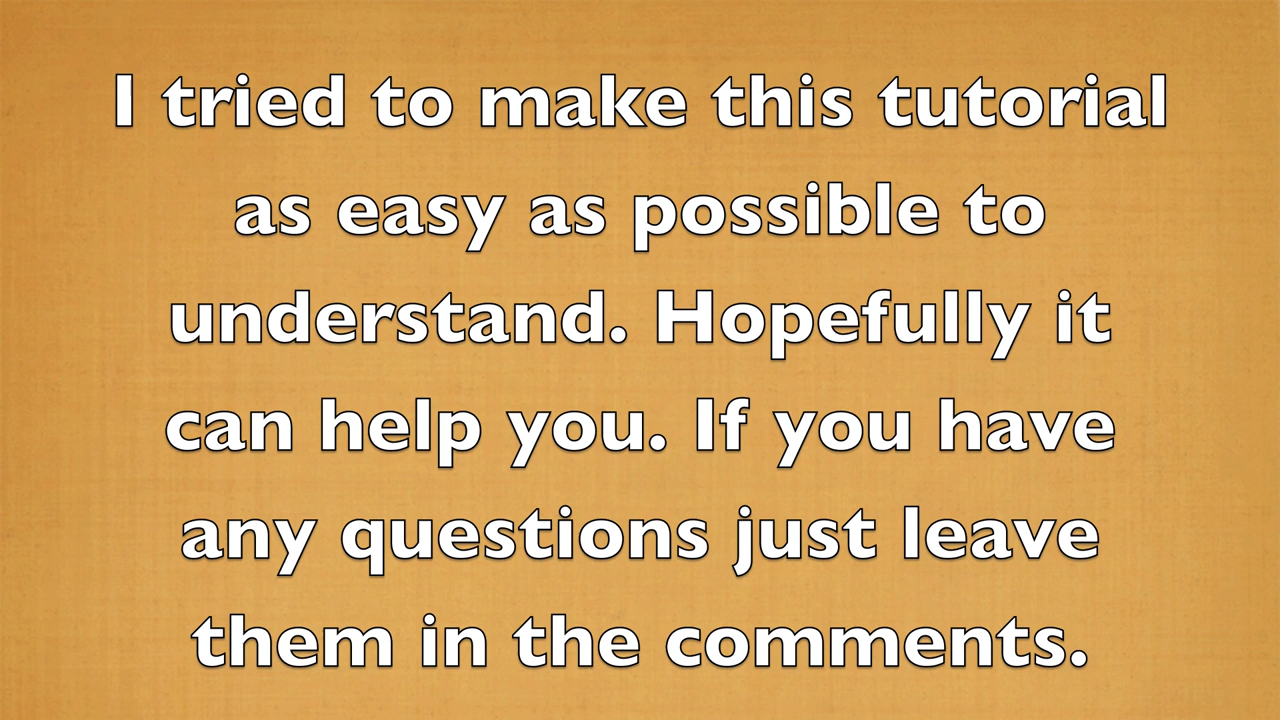 I tried to make this tutorial
as easy as possible to
understand. Hopefully it
can help you. If you have
any questions just leave
them in the comments.